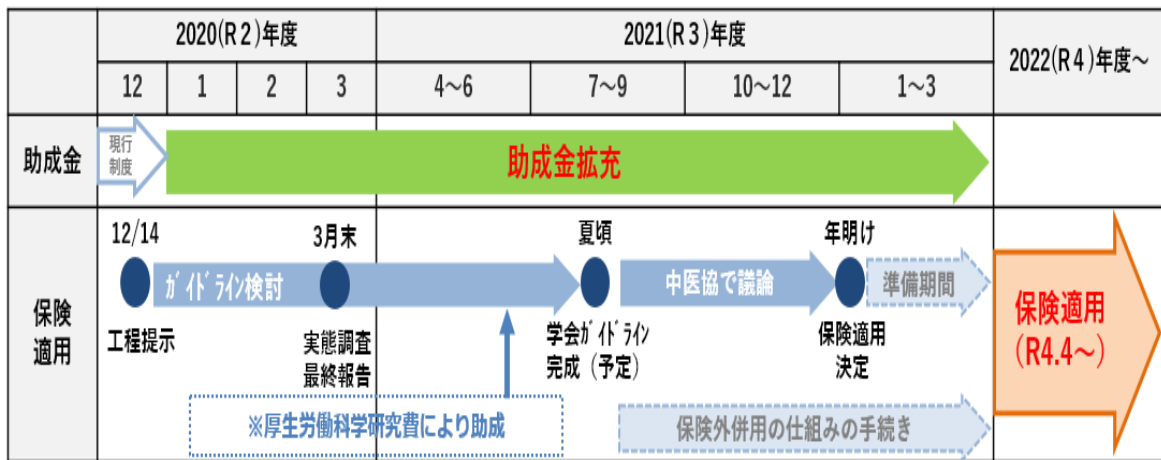 2020(R2)年度
2021(R3)年度
2022(R4)年度～
12
1
2
3
4～6
7～9
10～12
1～3
助成金
現行
制度
助成金拡充
保険
適用
12/14
3月末
夏頃
年明け
ｶﾞｲﾄﾞﾗｲﾝ検討
中医協で議論
準備期間
工程提示
実態調査
最終報告
学会ｶﾞｲﾄﾞﾗｲﾝ
完成（予定）
保険適用
決定
保険適用
(R4.4～)
※厚生労働科学研究費により助成
保険外併用の仕組みの手続き